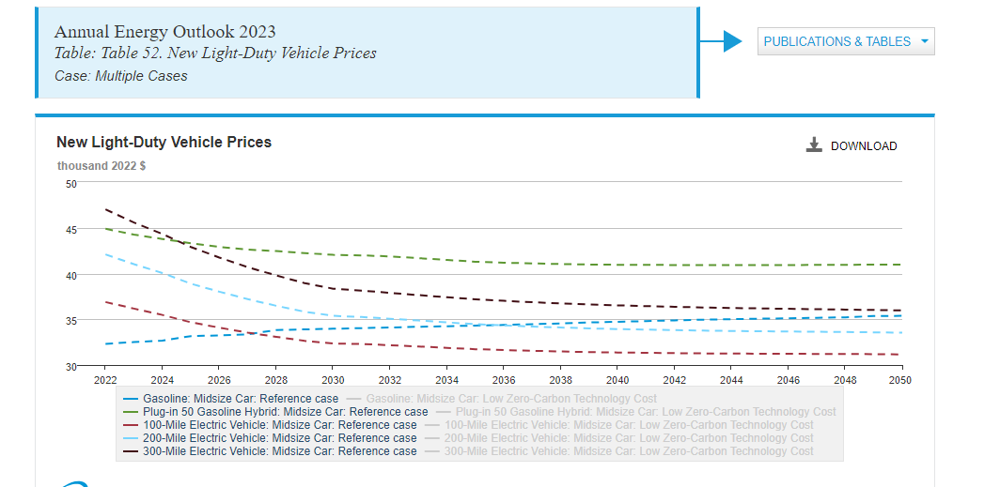 Annual Energy Outlook 2023
Table: Table 52. New Light-Duty Vehicle Prices
Case: Multiple Cases
PUBLICATIONS & TABLES
New Light-Duty Vehicle Prices
DOWNLOAD
thousand 2022 $
50
45
40
35
30
2022 2024 2026 2028 2030 2032 2034 2036 2038 2040 2042 2044 2046 2048 2050
Gasoline: Midsize Car: Reference case Gasoline: Midsize Car: Low Zero-Carbon Technology Cost
Plug-in 50 Gasoline Hybrid: Midsize Car: Reference case Plug-in 50 Gasoline Hybrid: Midsize Car: Low Zero-Carbon Technology Cost
100-Mile Electric Vehicle: Midsize Car: Reference case 100-Mile Electric Vehicle: Midsize Car: Low Zero-Carbon Technology Cost
200-Mile Electric Vehicle: Midsize Car: Reference case 200-Mile Electric Vehicle: Midsize Car: Low Zero-Carbon Technology Cost
300-Mile Electric Vehicle: Midsize Car: Reference case 300-Mile Electric Vehicle: Midsize Car: Low Zero-Carbon Technology Cost